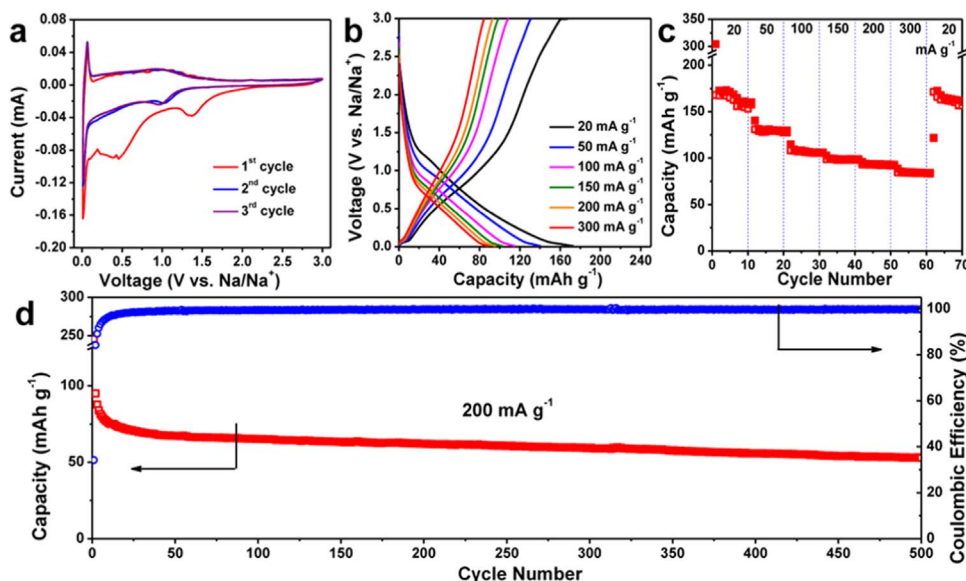 a
0.08
0.04
0.00
-0.04
-0.08
-0.12
-0.16
-0.20
Current (mA)
1st cycle
2nd cycle
3rd cycle
0.0 0.5 1.0 1.5 2.0 2.5 3.0
Voltage (V vs. Na/Na+)
b
3.0
2.5
2.0
1.5
1.0
0.5
0.0
Voltage (V vs. Na/Na+)
20 mA g-1
50 mA g-1
100 mA g-1
150 mA g-1
200 mA g-1
300 mA g-1
0 40 80 120 160 200 240
Capacity (mAh g-1)
c
350
300
200
150
100
50
0
Capacity (mAh g-1)
20 50 100 150 200 300 20
mA g-1
0 10 20 30 40 50 60 70
Cycle Number
d
300
250
100
50
0
Capacity (mAh g-1)
200 mA g-1
100
80
60
40
20
0
Coulombic Efficiency (%)
0 50 100 150 200 250 300 350 400 450 500
Cycle Number